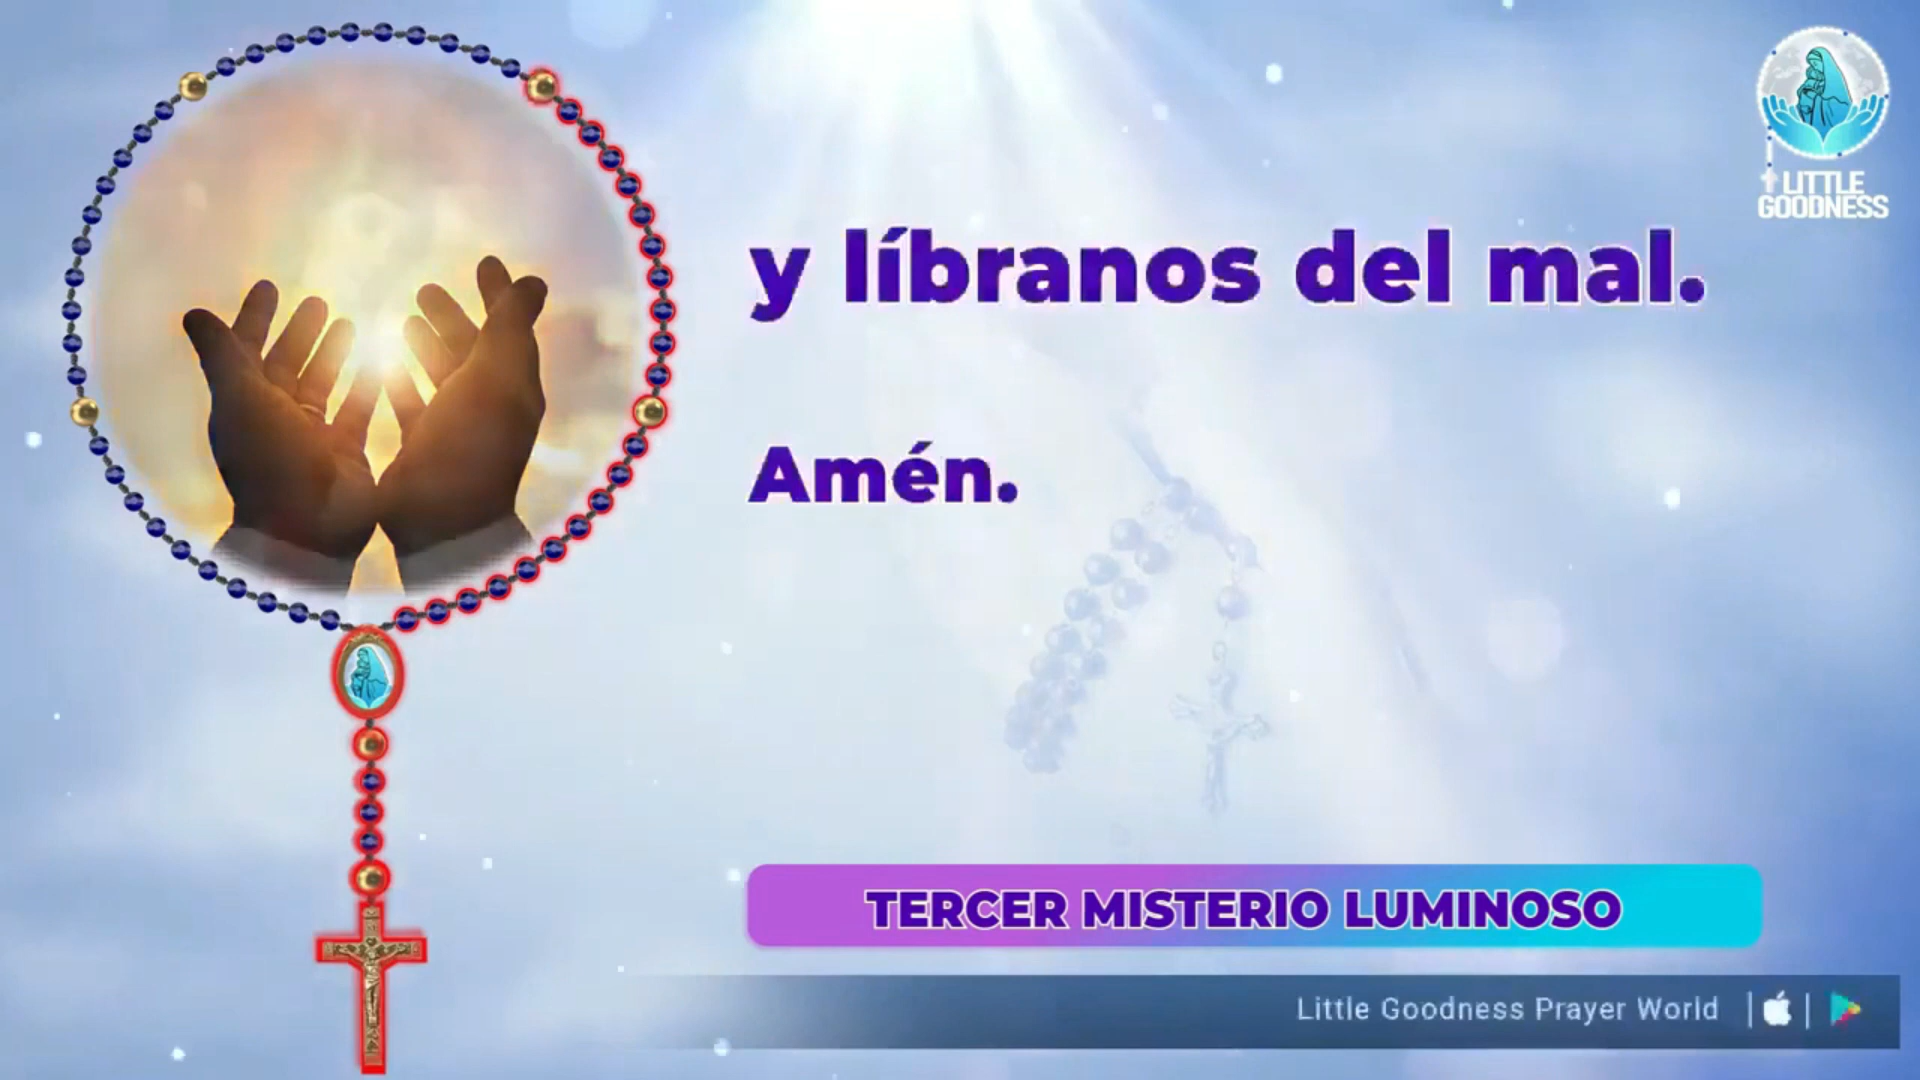 LITTLE
GOODNESS
y líbranos del mal.
Amén.
TERCER MISTERIO LUMINOSO
Little Goodness Prayer World